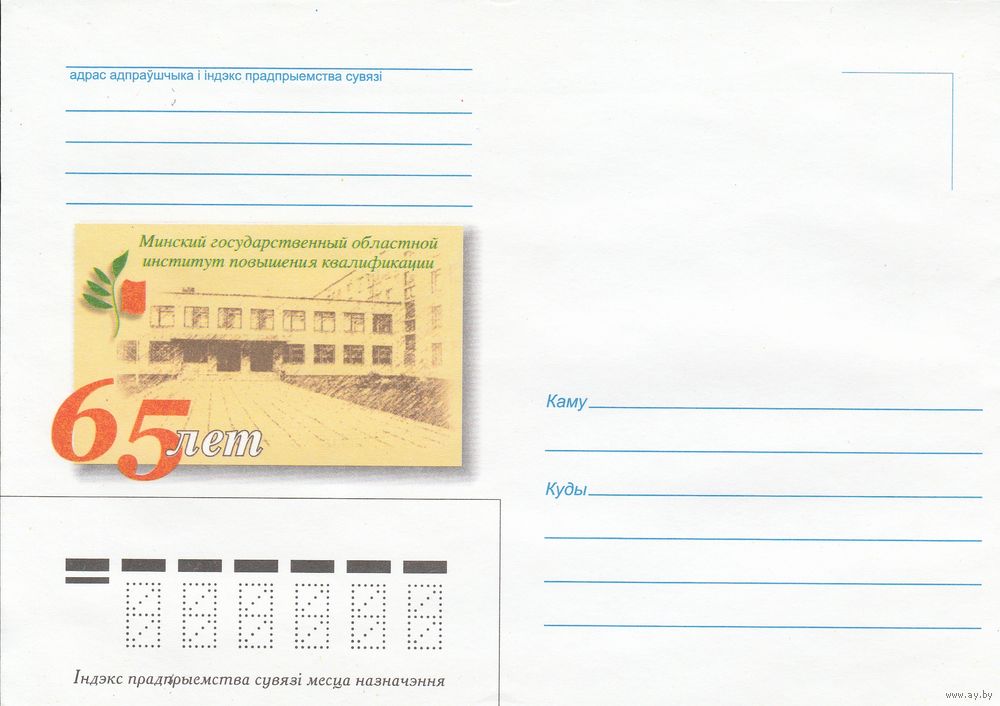 адрас адпраўшчыка і індэкс прадпрыемства сувязі
Минский государственный областной
институт повышения квалификации
65 лет
Каму
Куды
Індэкс прадпрыемства сувязі месца назначэння
www.ay.by